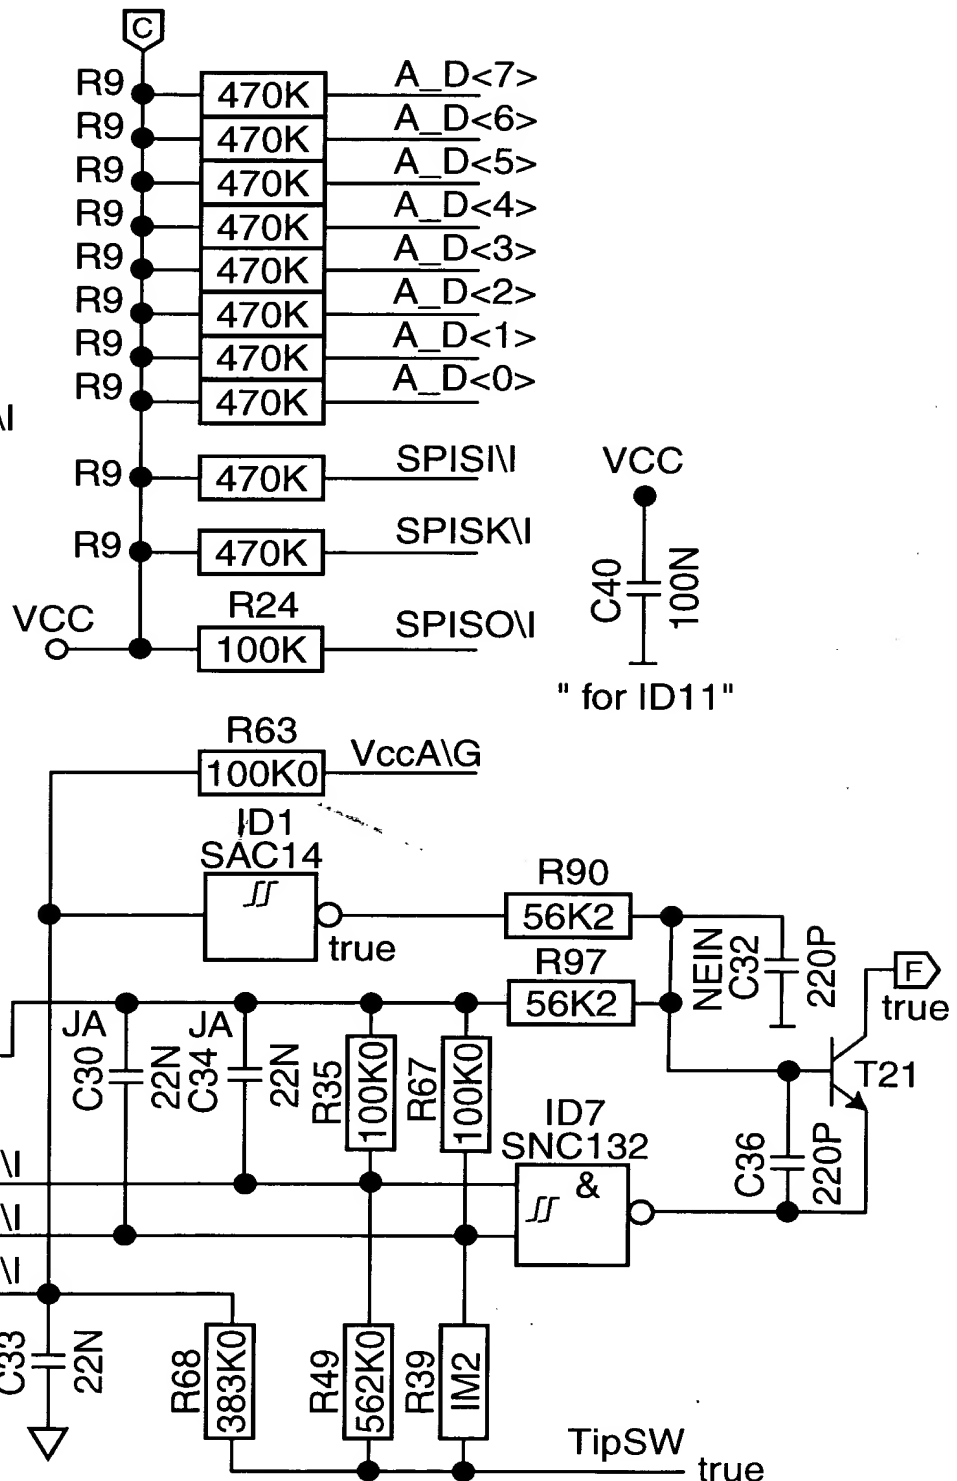 C
R9 470K A_D<7>
R9 470K A_D<6>
R9 470K A_D<5>
R9 470K A_D<4>
R9 470K A_D<3>
R9 470K A_D<2>
R9 470K A_D<1>
R9 470K A_D<0>
\I
R9 470K SPISI\I
VCC
R9 470K SPISK\I
C40 100N
VCC
R24
100K SPISO\I
" for ID11"
R63
100K0 VccA\G
ID1
SAC14
true
R90
56K2
NEIN
C32
220P
F
true
R97
56K2
JA
C30
22N
JA
C34
22N
R35
100K0
R67
100K0
T21
ID7
SNC132
&
C36
220P
\I
\I
\I
C33
22N
R68
383K0
R49
562K0
R39
IM2
TipSW
true